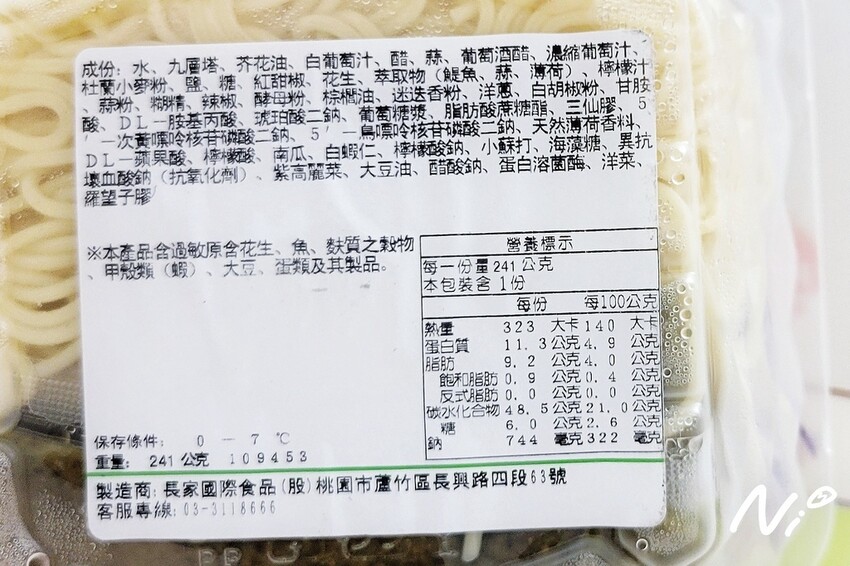 成份：水、九層塔、芥花油、白葡萄汁、醋、蒜、葡萄酒醋、濃縮葡萄汁、
杜蘭小麥粉、鹽、糖、紅甜椒、花生、萃取物（鯷魚、蒜、薄荷）、檸檬汁
、蒜粉、糊精、辣椒、酵母粉、棕櫚油、迷迭香粉、洋蔥、白胡椒粉、甘胺
酸、DL－胺基丙酸、琥珀酸二鈉、葡萄糖漿、脂肪酸蔗糖酯、三仙膠、5
′－次黃嘌呤核苷磷酸二鈉、5′－鳥嘌呤核苷磷酸二鈉、天然薄荷香料、
DL－蘋果酸、檸檬酸、南瓜、白蝦仁、檸檬酸鈉、小蘇打、海藻糖、異抗
壞血酸鈉（抗氧化劑）、紫高麗菜、大豆油、醋酸鈉、蛋白溶菌酶、洋菜、
羅望子膠
※本產品含過敏原含花生、魚、麩質之穀物
、甲殼類（蝦）、大豆、蛋類及其製品。
營養標示
每一份量 241 公克
本包裝含 1份
每份 每100公克
熱量 323 大卡 140 大卡
蛋白質 11.3 公克 4.9 公克
脂肪 9.2 公克 4.0 公克
飽和脂肪 0.9 公克 0.4 公克
反式脂肪 0.0 公克 0.0 公克
碳水化合物 48.5 公克 21.0 公克
糖 6.0 公克 2.6 公克
鈉 744 毫克 322 毫克
保存條件： 0 － 7 ℃
重量： 241 公克 109453
製造商：長家國際食品(股)桃園市蘆竹區長興路四段63號
客服專線：03-3118666
Ni